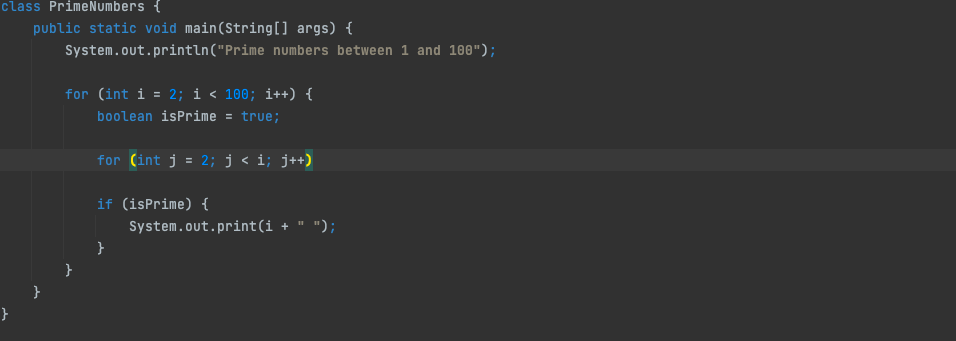 class PrimeNumbers {
    public static void main(String[] args) {
        System.out.println("Prime numbers between 1 and 100");
        for (int i = 2; i < 100; i++) {
            boolean isPrime = true;
            for (int j = 2; j < i; j++)
            if (isPrime) {
                System.out.print(i + " ");
            }
        }
    }
}